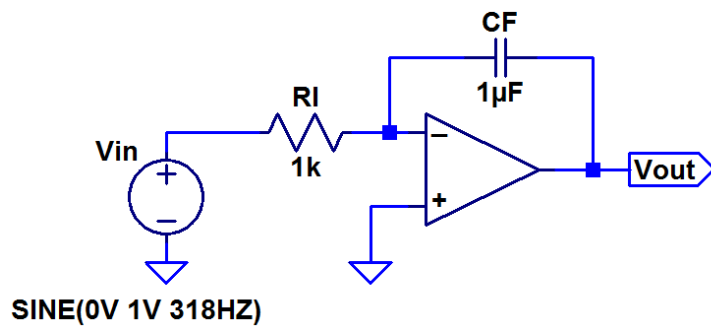 CF
1µF
RI
1k
Vin
+
−
−
+
Vout
SINE(0V 1V 318HZ)